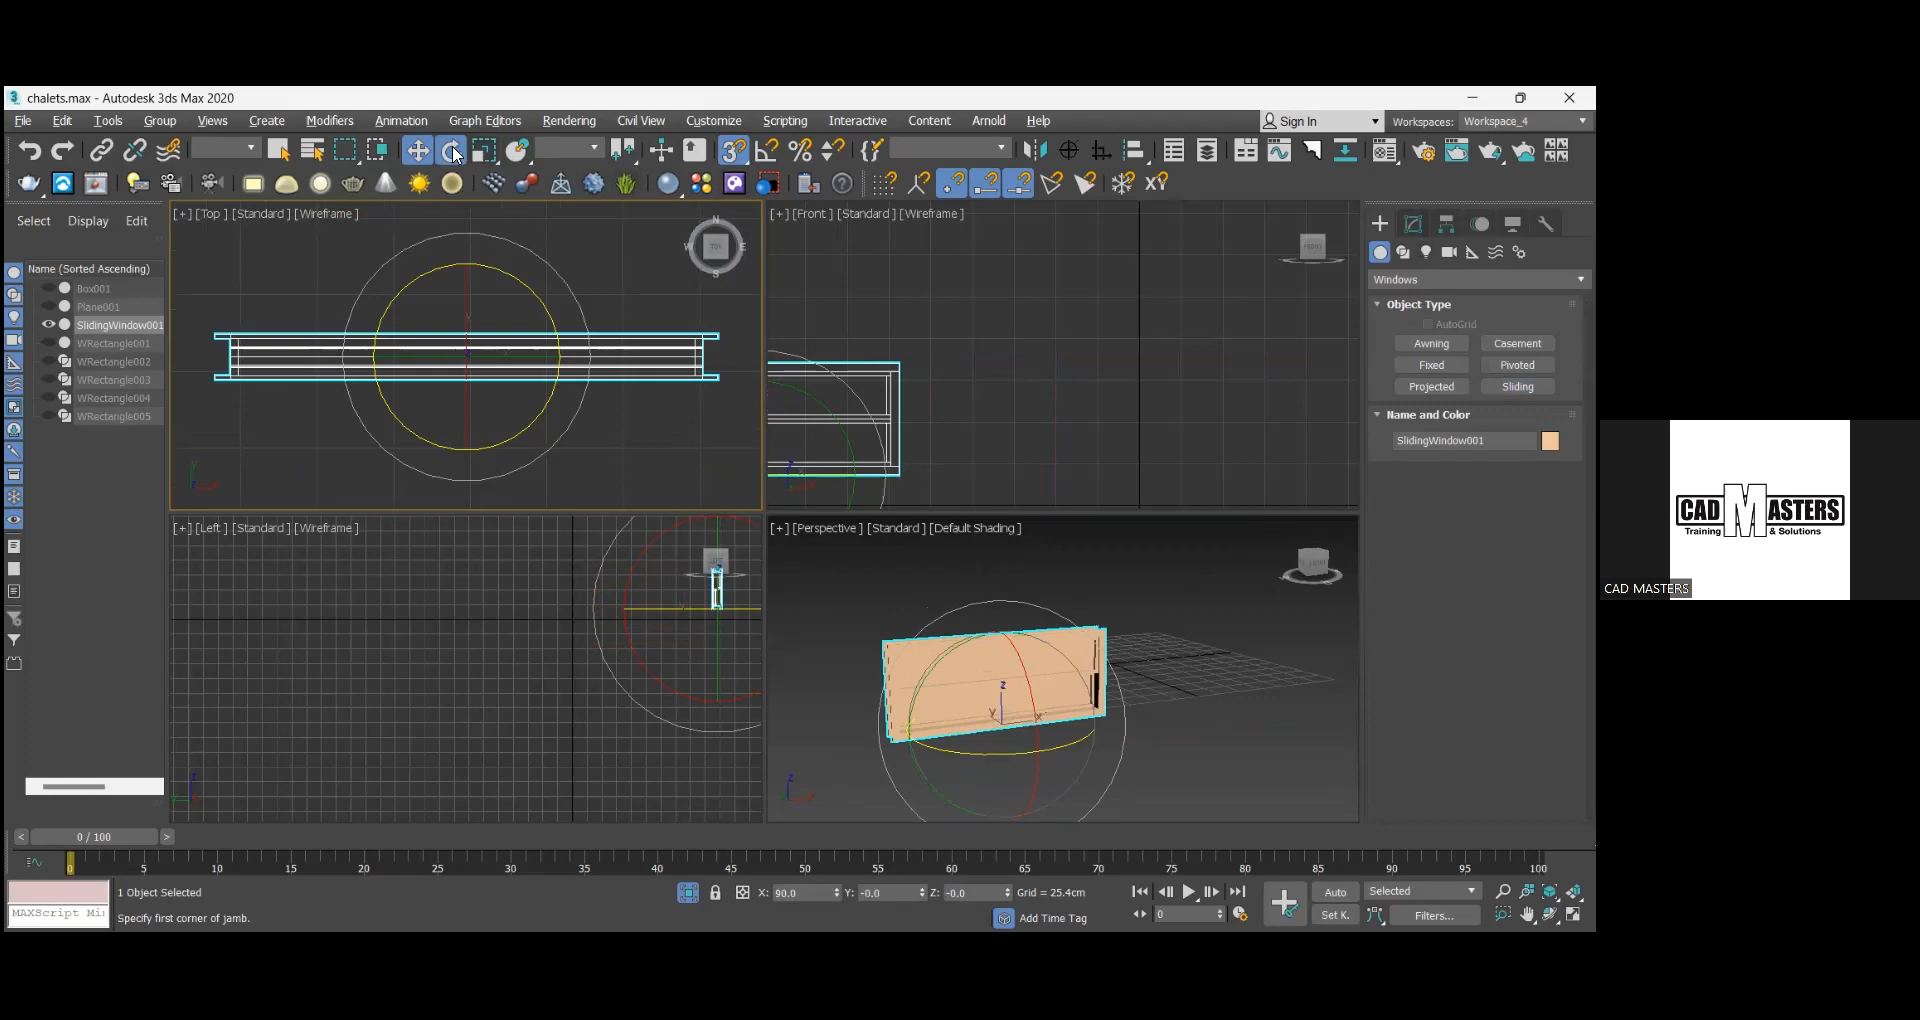 chalets.max - Autodesk 3ds Max 2020
File Edit Tools Group Views Create Modifiers Animation Graph Editors Rendering Civil View Customize Scripting Interactive Content Arnold Help Sign In Workspaces: Workspace_4
Select Display Edit
Name (Sorted Ascending)
Box001
Plane001
SlidingWindow001
WRectangle001
WRectangle002
WRectangle003
WRectangle004
WRectangle005
[+] [Top] [Standard] [Wireframe]
N
W E
S
TOP
[+] [Front] [Standard] [Wireframe]
FRONT
[+] [Left] [Standard] [Wireframe]
[+] [Perspective] [Standard] [Default Shading]
Windows
Object Type
AutoGrid
Awning Casement
Fixed Pivoted
Projected Sliding
Name and Color
SlidingWindow001
CAD MASTERS
Training & Solutions
CAD MASTERS
0 / 100
0 5 10 15 20 25 30 35 40 45 50 55 60 65 70 75 80 85 90 95 100
1 Object Selected X: 90.0 Y: -0.0 Z: -0.0 Grid = 25.4cm Auto Selected
MAXScript Mi Specify first corner of jamb. Add Time Tag 0 Set K. Filters...